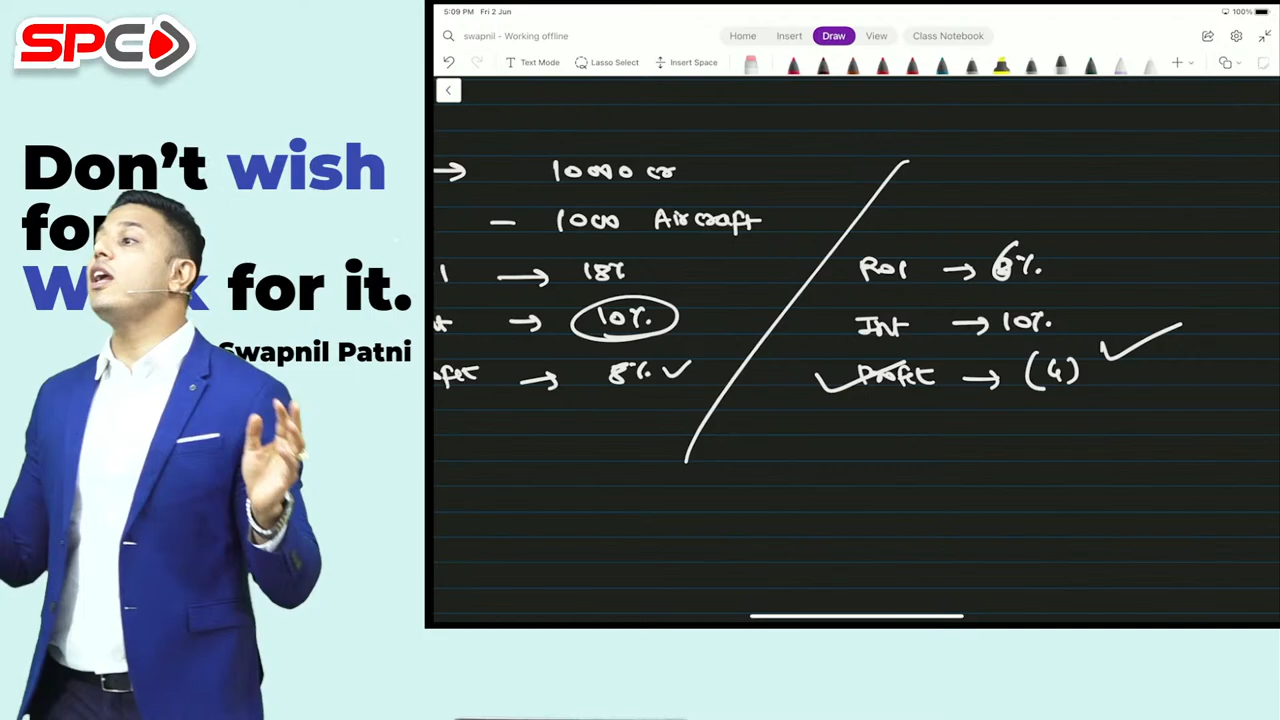 SPC
Don't wish
for
W k for it.
Swapnil Patni
5:09 PM Fri 2 Jun
100%
swapnil - Working offline
Home Insert Draw View Class Notebook
Text Mode Lasso Select Insert Space
→ 10000 cr
- 1000 Aircraft
→ 18%
→ 10%.
→ 8% ✓
ROI → 6%.
Int → 10%.
Profit → (4)